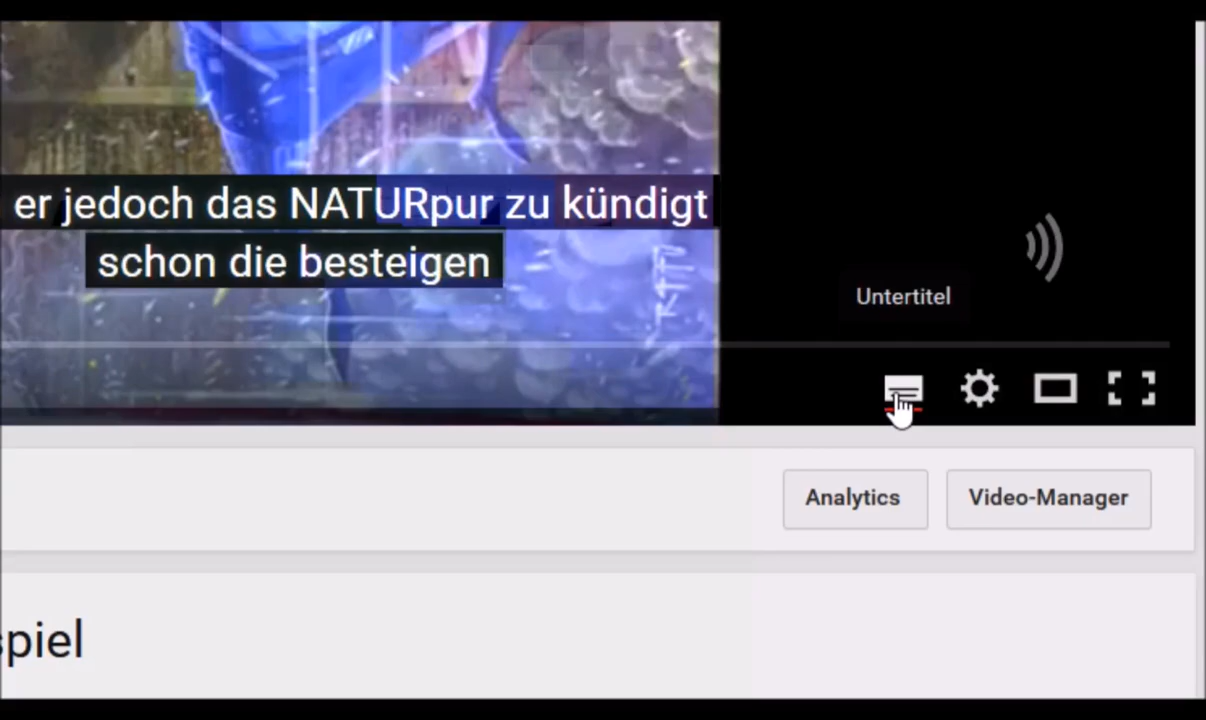 er jedoch das NATURpur zu kündigt
schon die besteigen
Untertitel
Analytics
Video-Manager
spiel